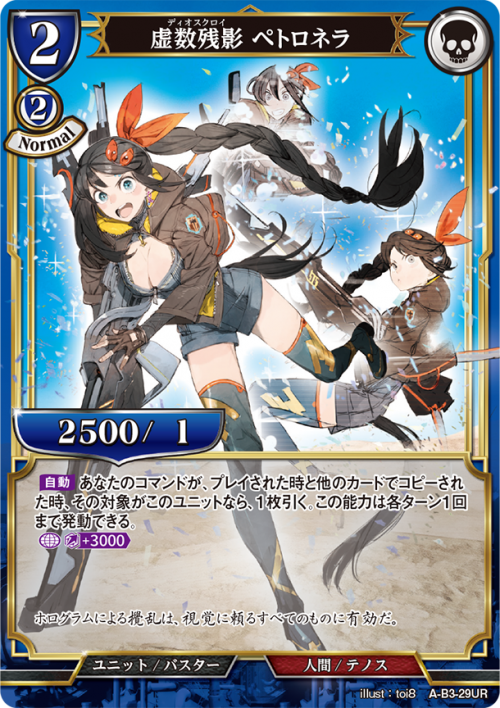 2
ディオスクロイ
虚数残影 ペトロネラ
2
Normal
2500/ 1
自動 あなたのコマンドが、プレイされた時と他のカードでコピーされ
た時、その対象がこのユニットなら、1枚引く。この能力は各ターン1回
まで発動できる。
+3000
ホログラムによる攪乱は、視覚に頼るすべてのものに有効だ。
ユニット / バスター
人間 / テノス
illust : toi8 A-B3-29UR